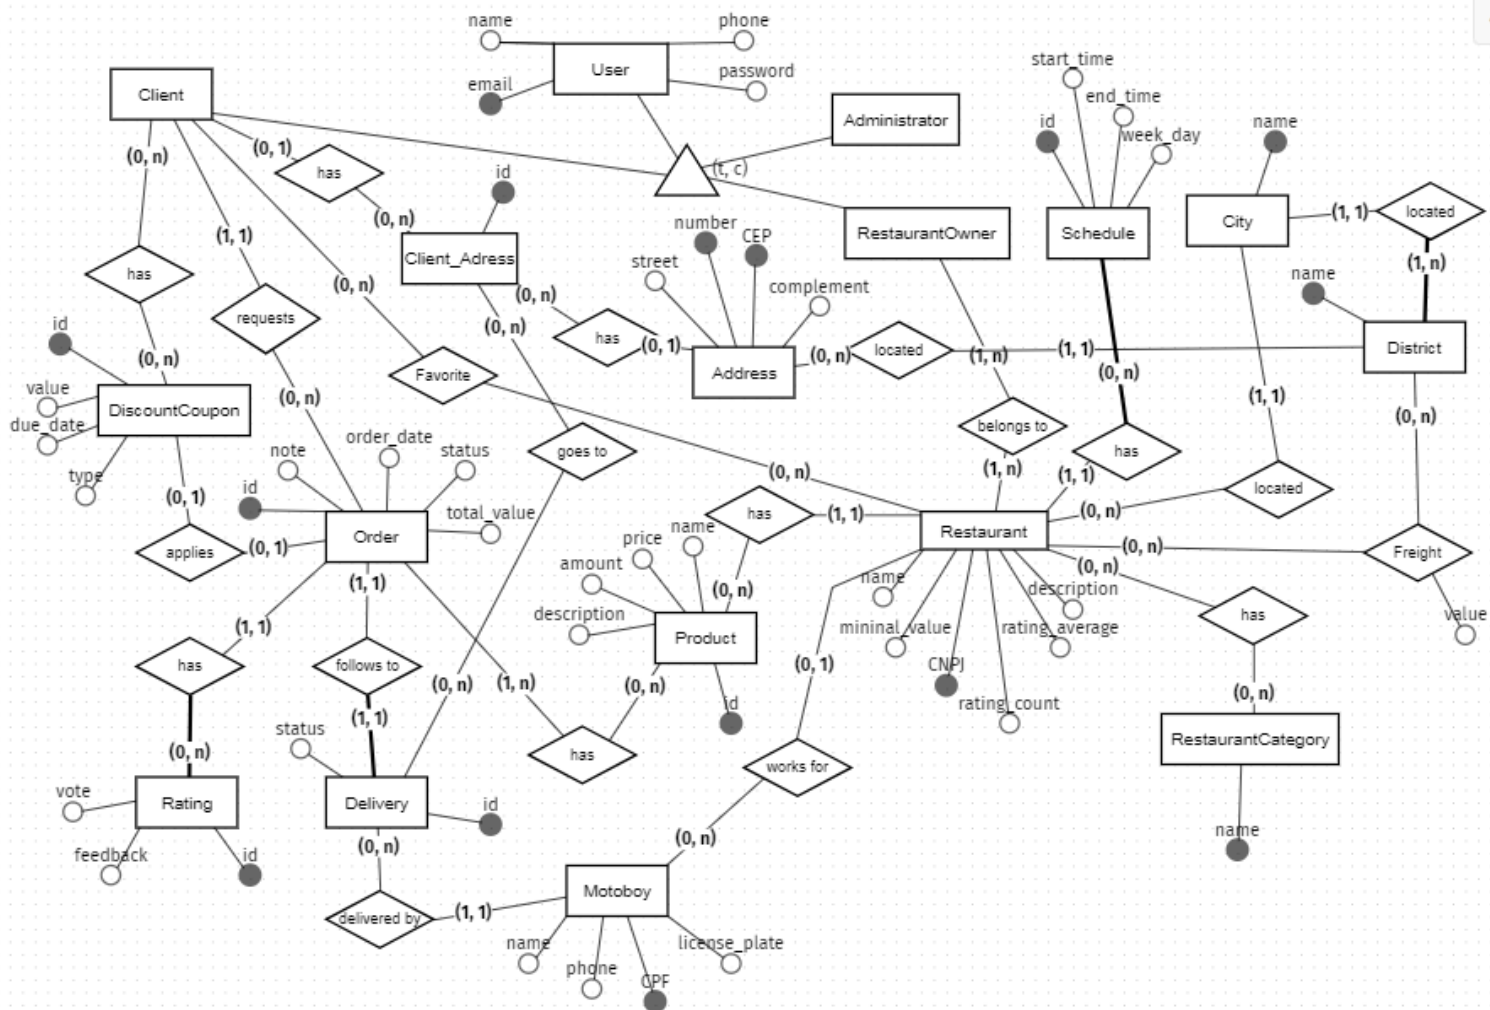 name
phone
User
email
password
Client
Administrator
start_time
end_time
id
week_day
name
(0, n)
(0, 1)
has
(t, c)
id
(0, n)
number
CEP
RestaurantOwner
Schedule
City
(1, 1)
located
(1, 1)
Client_Adress
street
complement
name
(1, n)
has
(0, n)
(0, n)
requests
(0, n)
has
(0, 1)
Address
(0, n)
located
(1, 1)
(1, n)
District
id
(0, n)
Favorite
(0, n)
value
DiscountCoupon
(0, n)
(1, 1)
(0, n)
due_date
belongs to
note
order_date
status
goes to
has
type
(0, n)
(1, n)
(1, 1)
located
id
(0, 1)
has
(1, 1)
(0, n)
total_value
name
Restaurant
Order
price
applies
(0, 1)
(0, n)
Freight
amount
(0, n)
(1, 1)
(0, n)
name
description
description
has
value
mininal_value
rating_average
(1, 1)
Product
has
follows to
(0, 1)
CNPJ
(0, n)
(1, n)
(0, n)
(0, n)
rating_count
id
(1, 1)
status
RestaurantCategory
(0, n)
has
works for
vote
Rating
Delivery
id
name
(0, n)
(0, n)
feedback
id
Motoboy
delivered by
(1, 1)
name
license_plate
phone
CPF